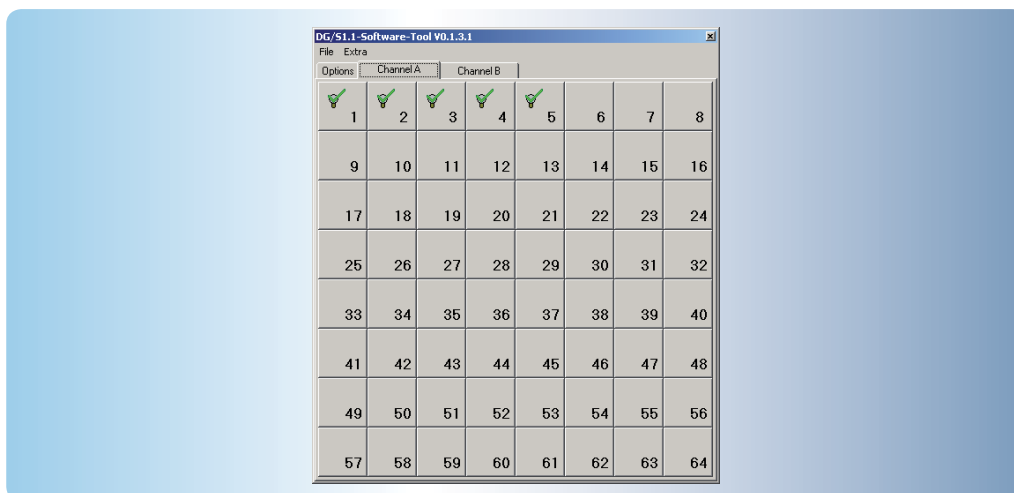 DG/S1.1-Software-Tool V0.1.3.1
File Extra
Options Channel A Channel B
1 2 3 4 5 6 7 8
9 10 11 12 13 14 15 16
17 18 19 20 21 22 23 24
25 26 27 28 29 30 31 32
33 34 35 36 37 38 39 40
41 42 43 44 45 46 47 48
49 50 51 52 53 54 55 56
57 58 59 60 61 62 63 64